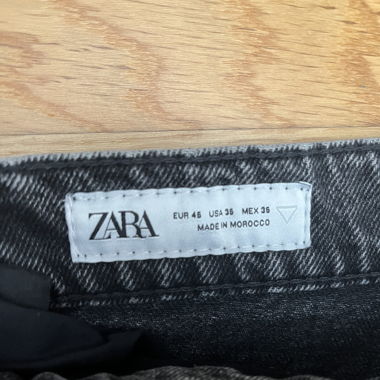 ZARA
EUR 46 USA 36 MEX 36
MADE IN MOROCCO